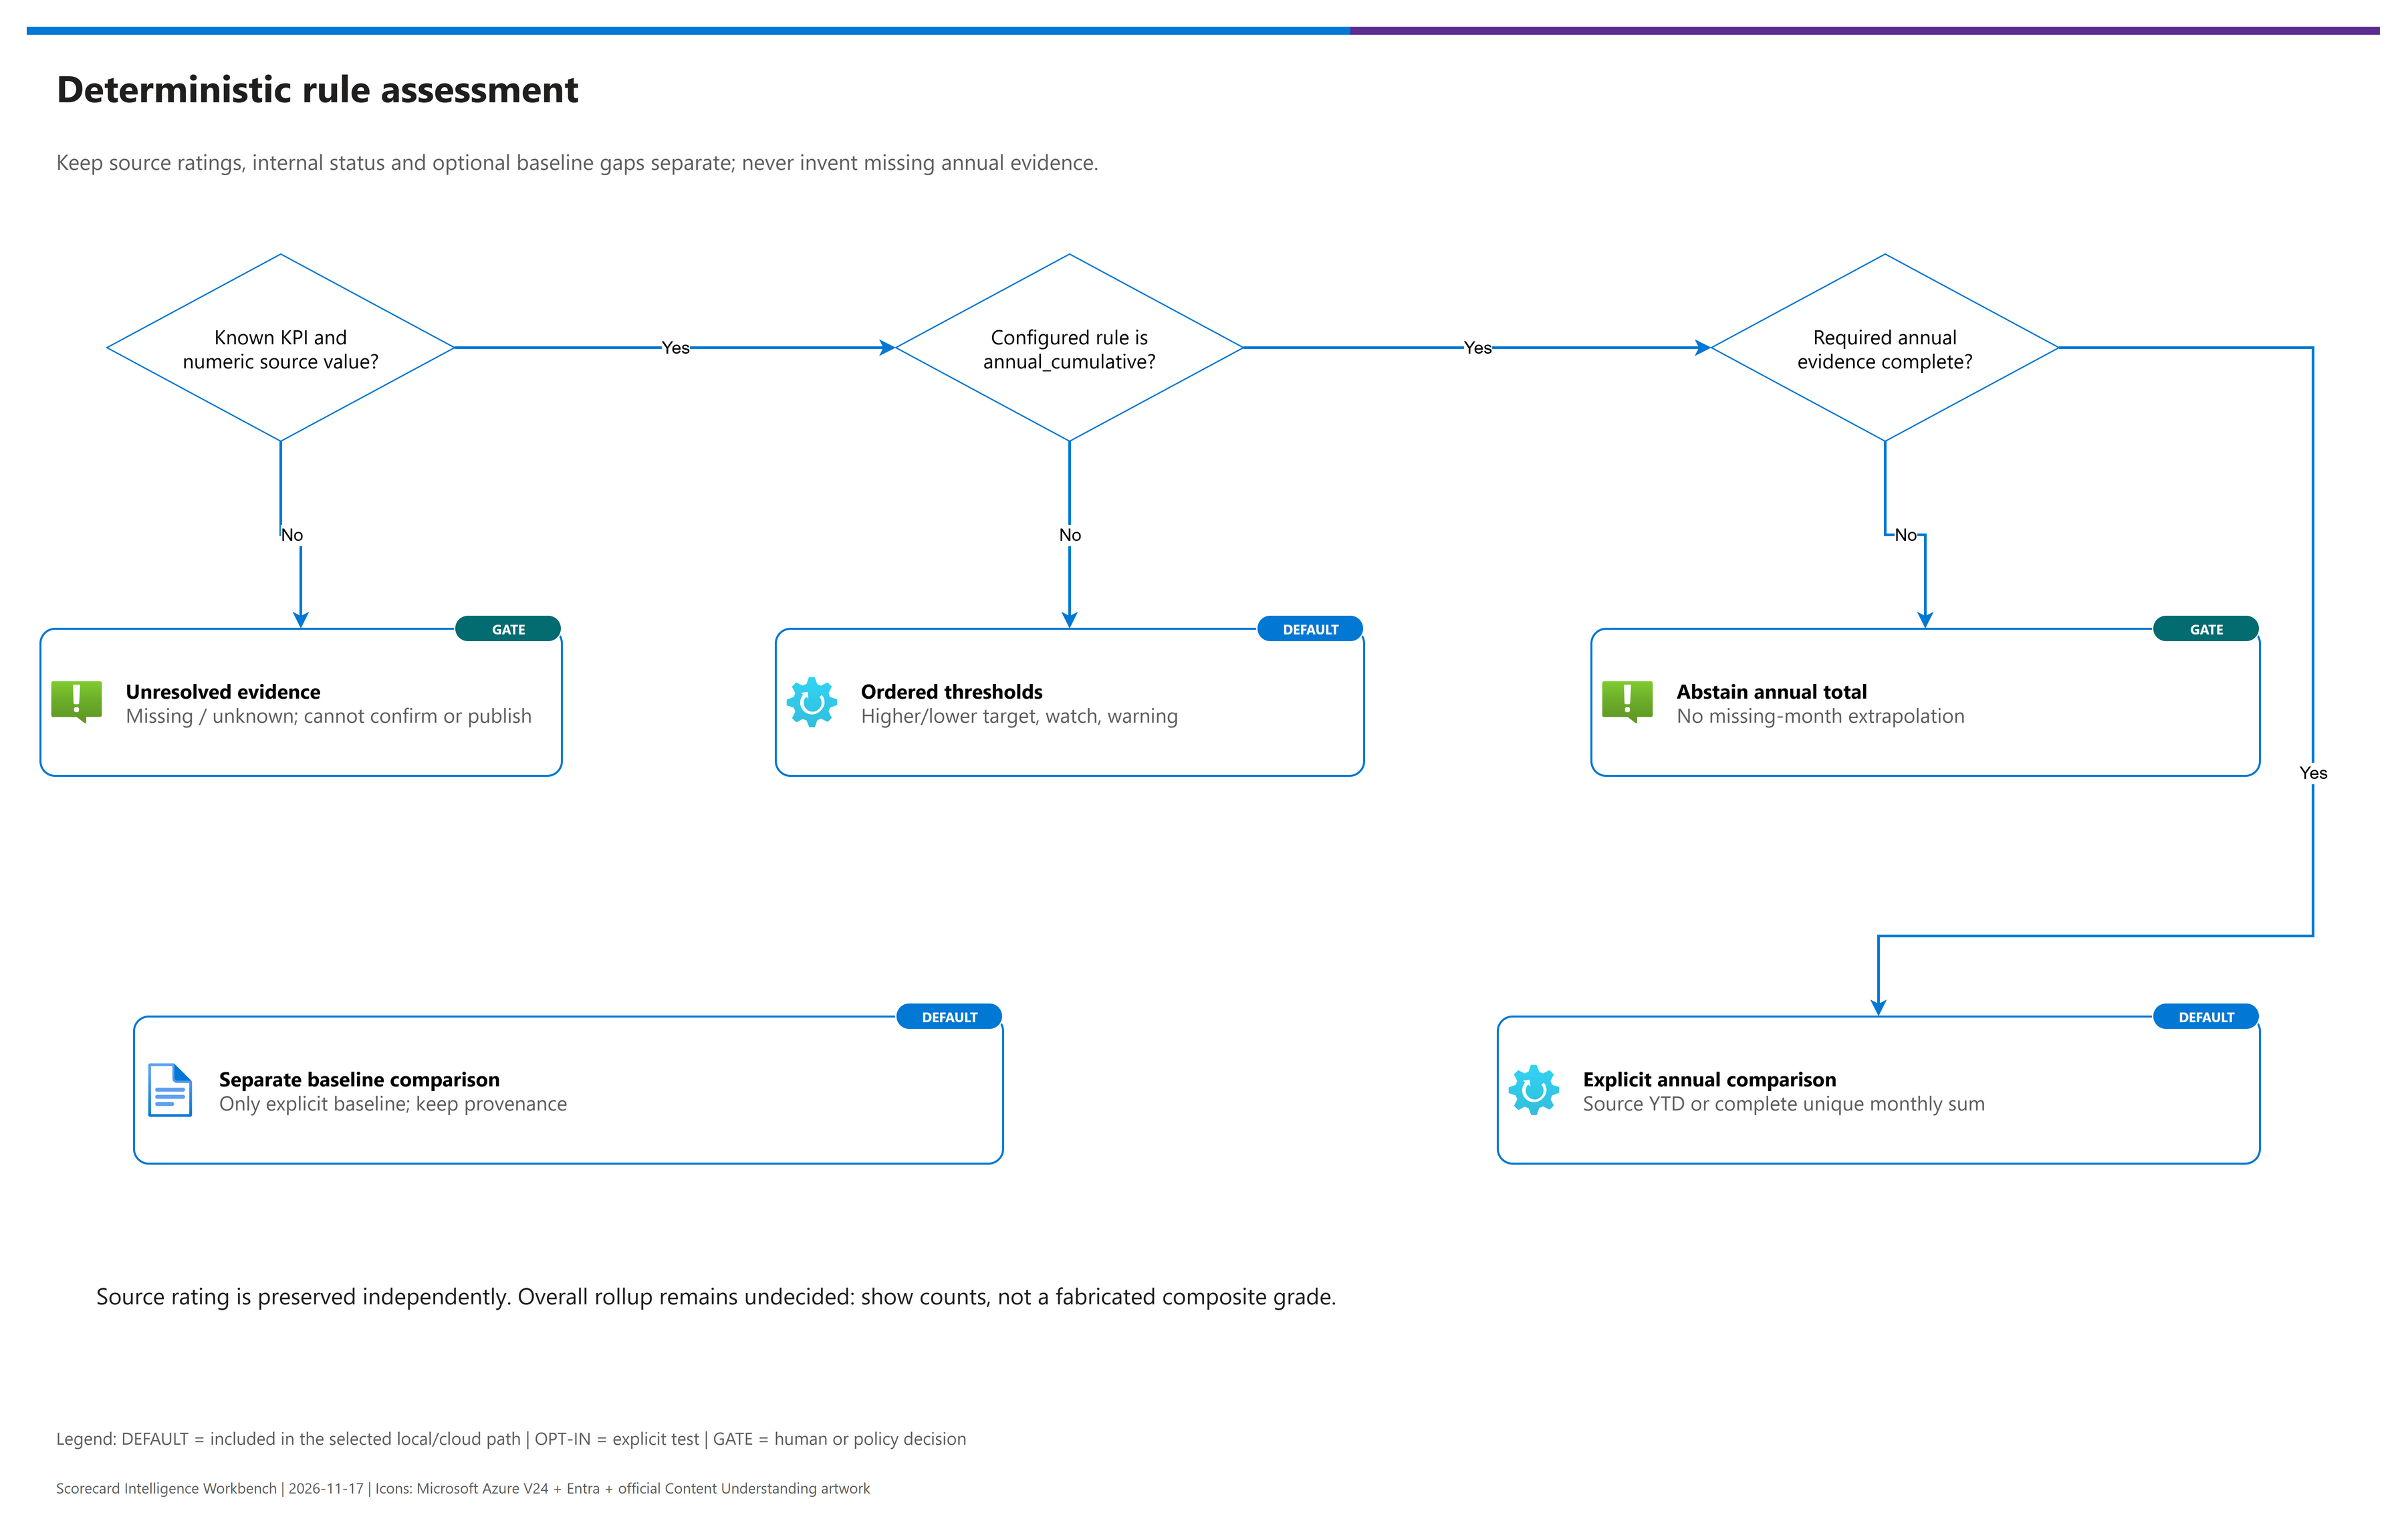 Deterministic rule assessment
Keep source ratings, internal status and optional baseline gaps separate; never invent missing annual evidence.
Known KPI and
numeric source value?
Yes
Configured rule is
annual_cumulative?
Yes
Required annual
evidence complete?
No
No
No
GATE
Unresolved evidence
Missing / unknown; cannot confirm or publish
DEFAULT
Ordered thresholds
Higher/lower target, watch, warning
GATE
Abstain annual total
No missing-month extrapolation
Yes
DEFAULT
Separate baseline comparison
Only explicit baseline; keep provenance
DEFAULT
Explicit annual comparison
Source YTD or complete unique monthly sum
Source rating is preserved independently. Overall rollup remains undecided: show counts, not a fabricated composite grade.
Legend: DEFAULT = included in the selected local/cloud path | OPT-IN = explicit test | GATE = human or policy decision
Scorecard Intelligence Workbench | 2026-11-17 | Icons: Microsoft Azure V24 + Entra + official Content Understanding artwork